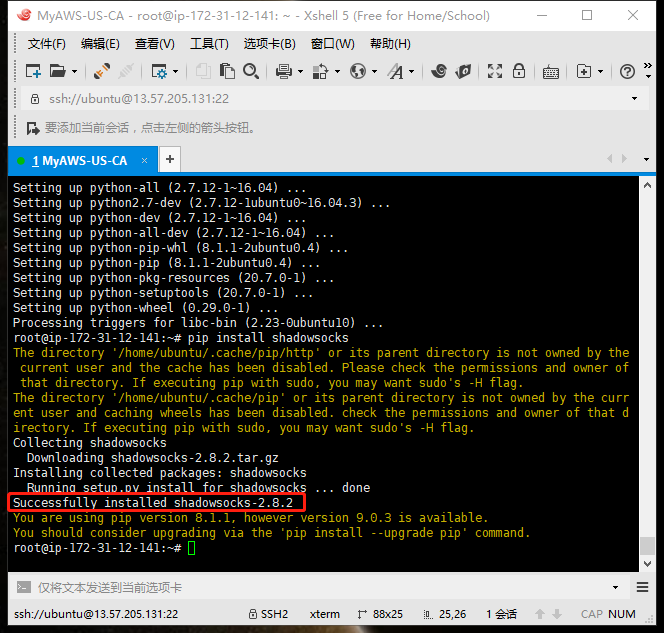 MyAWS-US-CA - root@ip-172-31-12-141: ~ - Xshell 5 (Free for Home/School)
文件(F) 编辑(E) 查看(V) 工具(T) 选项卡(B) 窗口(W) 帮助(H)
ssh://ubuntu@13.57.205.131:22
要添加当前会话，点击左侧的箭头按钮。
1 MyAWS-US-CA × +
Setting up python-all (2.7.12-1~16.04) ...
Setting up python2.7-dev (2.7.12-1ubuntu0~16.04.3) ...
Setting up python-dev (2.7.12-1~16.04) ...
Setting up python-all-dev (2.7.12-1~16.04) ...
Setting up python-pip-whl (8.1.1-2ubuntu0.4) ...
Setting up python-pip (8.1.1-2ubuntu0.4) ...
Setting up python-pkg-resources (20.7.0-1) ...
Setting up python-setuptools (20.7.0-1) ...
Setting up python-wheel (0.29.0-1) ...
Processing triggers for libc-bin (2.23-0ubuntu10) ...
root@ip-172-31-12-141:~# pip install shadowsocks
The directory '/home/ubuntu/.cache/pip/http' or its parent directory is not owned by the
current user and the cache has been disabled. Please check the permissions and owner of
that directory. If executing pip with sudo, you may want sudo's -H flag.
The directory '/home/ubuntu/.cache/pip' or its parent directory is not owned by the curr
ent user and caching wheels has been disabled. check the permissions and owner of that d
irectory. If executing pip with sudo, you may want sudo's -H flag.
Collecting shadowsocks
Downloading shadowsocks-2.8.2.tar.gz
Installing collected packages: shadowsocks
Running setup.py install for shadowsocks ... done
Successfully installed shadowsocks-2.8.2
You are using pip version 8.1.1, however version 9.0.3 is available.
You should consider upgrading via the 'pip install --upgrade pip' command.
root@ip-172-31-12-141:~#
仅将文本发送到当前选项卡
ssh://ubuntu@13.57.205.131:22 SSH2 xterm 88x25 25,26 1 会话 CAP NUM